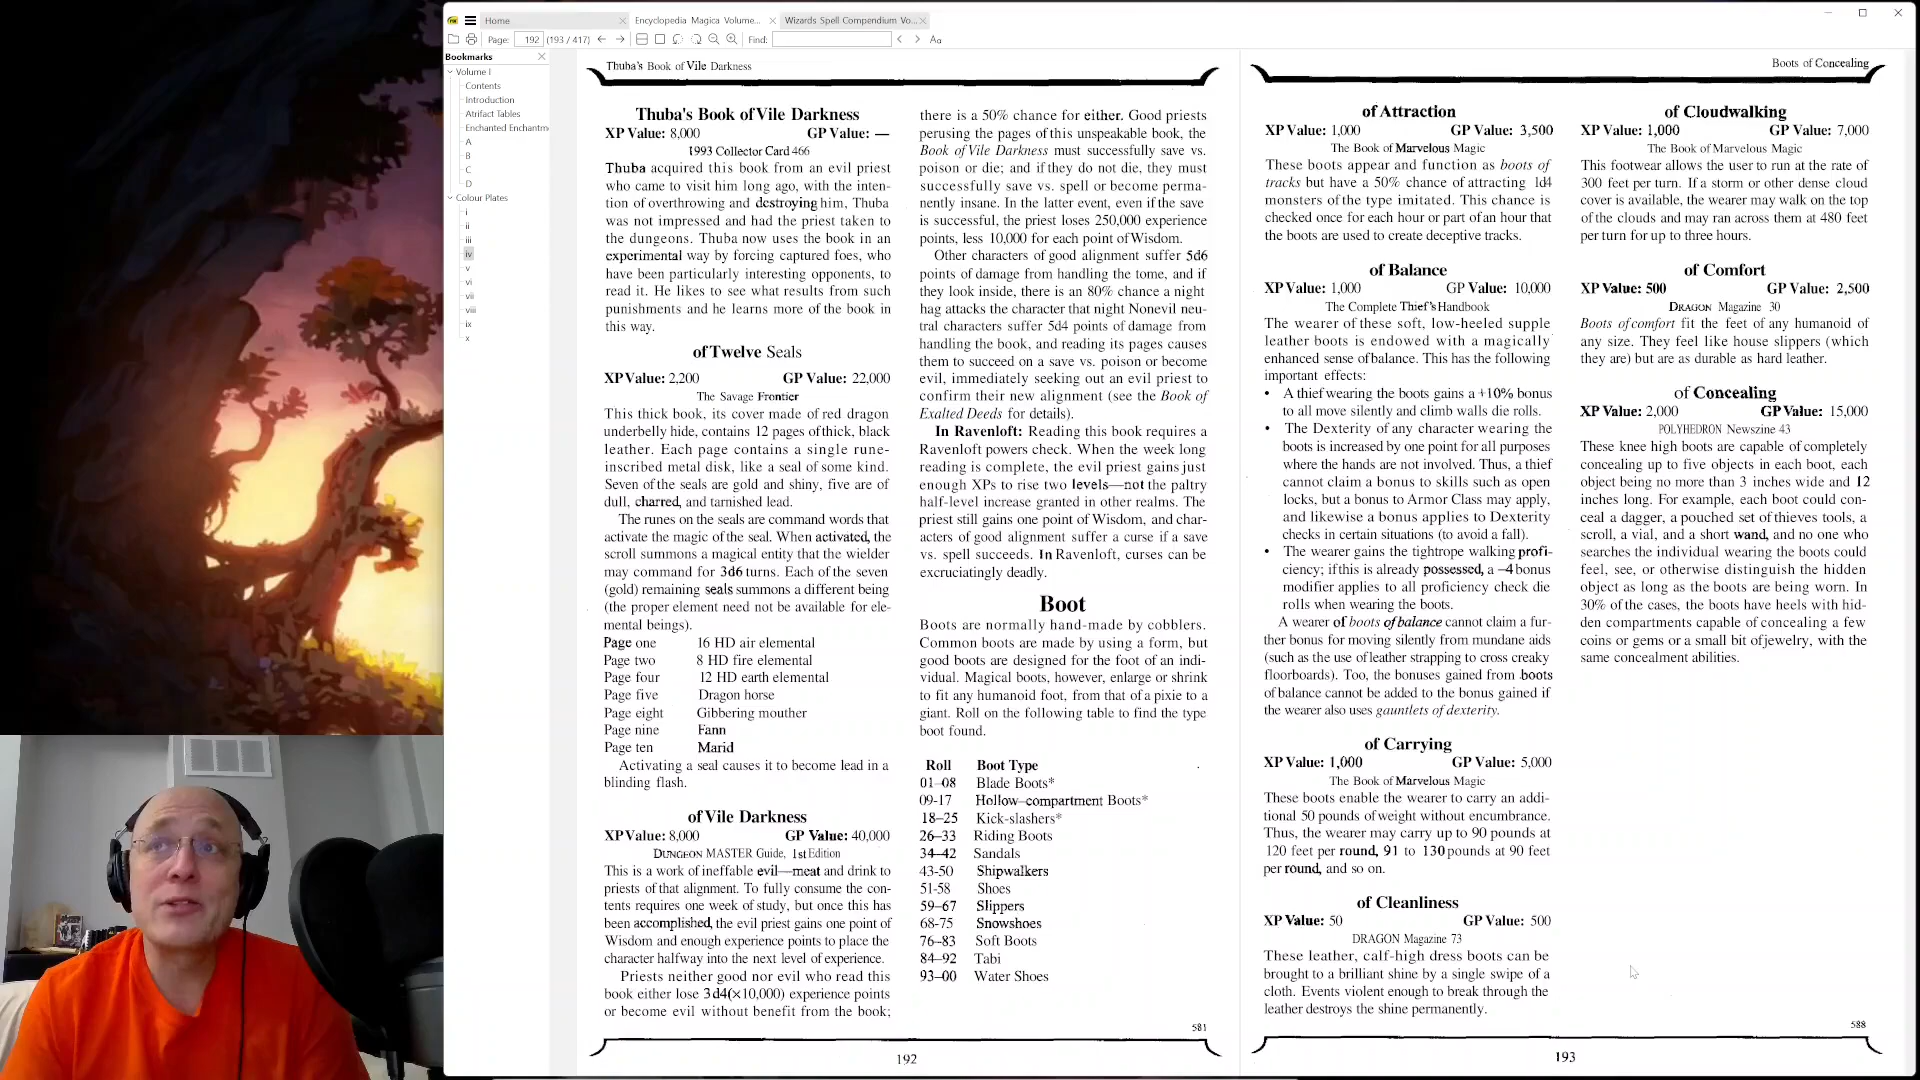 Home
Encyclopedia Magica Volume...
Wizards Spell Compendium Vo...
Page:
192
(193 / 417)
Find:
Bookmarks
Volume I
Contents
Introduction
Atrifact Tables
Enchanted Enchantm
A
B
C
D
Colour Plates
i
ii
iii
iv
v
vi
vii
viii
ix
x
Thuba's Book of Vile Darkness
Thuba's Book of Vile Darkness
XP Value: 8,000 GP Value: —
1993 Collector Card 466
Thuba acquired this book from an evil priest
who came to visit him long ago, with the inten-
tion of overthrowing and destroying him, Thuba
was not impressed and had the priest taken to
the dungeons. Thuba now uses the book in an
experimental way by forcing captured foes, who
have been particularly interesting opponents, to
read it. He likes to see what results from such
punishments and he learns more of the book in
this way.
of Twelve Seals
XP Value: 2,200 GP Value: 22,000
The Savage Frontier
This thick book, its cover made of red dragon
underbelly hide, contains 12 pages of thick, black
leather. Each page contains a single rune-
inscribed metal disk, like a seal of some kind.
Seven of the seals are gold and shiny, five are of
dull, charred, and tarnished lead.
The runes on the seals are command words that
activate the magic of the seal. When activated, the
scroll summons a magical entity that the wielder
may command for 3d6 turns. Each of the seven
(gold) remaining seals summons a different being
(the proper element need not be available for ele-
mental beings).
Page one 16 HD air elemental
Page two 8 HD fire elemental
Page four 12 HD earth elemental
Page five Dragon horse
Page eight Gibbering mouther
Page nine Fann
Page ten Marid
Activating a seal causes it to become lead in a
blinding flash.
of Vile Darkness
XP Value: 8,000 GP Value: 40,000
DUNGEON MASTER Guide, 1st Edition
This is a work of ineffable evil—meat and drink to
priests of that alignment. To fully consume the con-
tents requires one week of study, but once this has
been accomplished, the evil priest gains one point of
Wisdom and enough experience points to place the
character halfway into the next level of experience.
Priests neither good nor evil who read this
book either lose 3d4(×10,000) experience points
or become evil without benefit from the book;
there is a 50% chance for either. Good priests
perusing the pages of this unspeakable book, the
Book of Vile Darkness must successfully save vs.
poison or die; and if they do not die, they must
successfully save vs. spell or become perma-
nently insane. In the latter event, even if the save
is successful, the priest loses 250,000 experience
points, less 10,000 for each point of Wisdom.
Other characters of good alignment suffer 5d6
points of damage from handling the tome, and if
they look inside, there is an 80% chance a night
hag attacks the character that night Nonevil neu-
tral characters suffer 5d4 points of damage from
handling the book, and reading its pages causes
them to succeed on a save vs. poison or become
evil, immediately seeking out an evil priest to
confirm their new alignment (see the Book of
Exalted Deeds for details).
In Ravenloft: Reading this book requires a
Ravenloft powers check. When the week long
reading is complete, the evil priest gains just
enough XPs to rise two levels—not the paltry
half-level increase granted in other realms. The
priest still gains one point of Wisdom, and char-
acters of good alignment suffer a curse if a save
vs. spell succeeds. In Ravenloft, curses can be
excruciatingly deadly.
Boot
Boots are normally hand-made by cobblers.
Common boots are made by using a form, but
good boots are designed for the foot of an indi-
vidual. Magical boots, however, enlarge or shrink
to fit any humanoid foot, from that of a pixie to a
giant. Roll on the following table to find the type
boot found.
Roll Boot Type
01–08 Blade Boots*
09-17 Hollow–compartment Boots*
18–25 Kick-slashers*
26–33 Riding Boots
34–42 Sandals
43-50 Shipwalkers
51-58 Shoes
59–67 Slippers
68-75 Snowshoes
76–83 Soft Boots
84–92 Tabi
93–00 Water Shoes
581
192
Boots of Concealing
of Attraction
XP Value: 1,000 GP Value: 3,500
The Book of Marvelous Magic
These boots appear and function as boots of
tracks but have a 50% chance of attracting 1d4
monsters of the type imitated. This chance is
checked once for each hour or part of an hour that
the boots are used to create deceptive tracks.
of Balance
XP Value: 1,000 GP Value: 10,000
The Complete Thief's Handbook
The wearer of these soft, low-heeled supple
leather boots is endowed with a magically
enhanced sense of balance. This has the following
important effects:
• A thief wearing the boots gains a +10% bonus
to all move silently and climb walls die rolls.
• The Dexterity of any character wearing the
boots is increased by one point for all purposes
where the hands are not involved. Thus, a thief
cannot claim a bonus to skills such as open
locks, but a bonus to Armor Class may apply,
and likewise a bonus applies to Dexterity
checks in certain situations (to avoid a fall).
• The wearer gains the tightrope walking profi-
ciency; if this is already possessed, a –4 bonus
modifier applies to all proficiency check die
rolls when wearing the boots.
A wearer of boots of balance cannot claim a fur-
ther bonus for moving silently from mundane aids
(such as the use of leather strapping to cross creaky
floorboards). Too, the bonuses gained from boots
of balance cannot be added to the bonus gained if
the wearer also uses gauntlets of dexterity.
of Carrying
XP Value: 1,000 GP Value: 5,000
The Book of Marvelous Magic
These boots enable the wearer to carry an addi-
tional 50 pounds of weight without encumbrance.
Thus, the wearer may carry up to 90 pounds at
120 feet per round, 91 to 130 pounds at 90 feet
per round, and so on.
of Cleanliness
XP Value: 50 GP Value: 500
DRAGON Magazine 73
These leather, calf-high dress boots can be
brought to a brilliant shine by a single swipe of a
cloth. Events violent enough to break through the
leather destroys the shine permanently.
of Cloudwalking
XP Value: 1,000 GP Value: 7,000
The Book of Marvelous Magic
This footwear allows the user to run at the rate of
300 feet per turn. If a storm or other dense cloud
cover is available, the wearer may walk on the top
of the clouds and may ran across them at 480 feet
per turn for up to three hours.
of Comfort
XP Value: 500 GP Value: 2,500
DRAGON Magazine 30
Boots of comfort fit the feet of any humanoid of
any size. They feel like house slippers (which
they are) but are as durable as hard leather.
of Concealing
XP Value: 2,000 GP Value: 15,000
POLYHEDRON Newszine 43
These knee high boots are capable of completely
concealing up to five objects in each boot, each
object being no more than 3 inches wide and 12
inches long. For example, each boot could con-
ceal a dagger, a pouched set of thieves tools, a
scroll, a vial, and a short wand, and no one who
searches the individual wearing the boots could
feel, see, or otherwise distinguish the hidden
object as long as the boots are being worn. In
30% of the cases, the boots have heels with hid-
den compartments capable of concealing a few
coins or gems or a small bit of jewelry, with the
same concealment abilities.
588
193